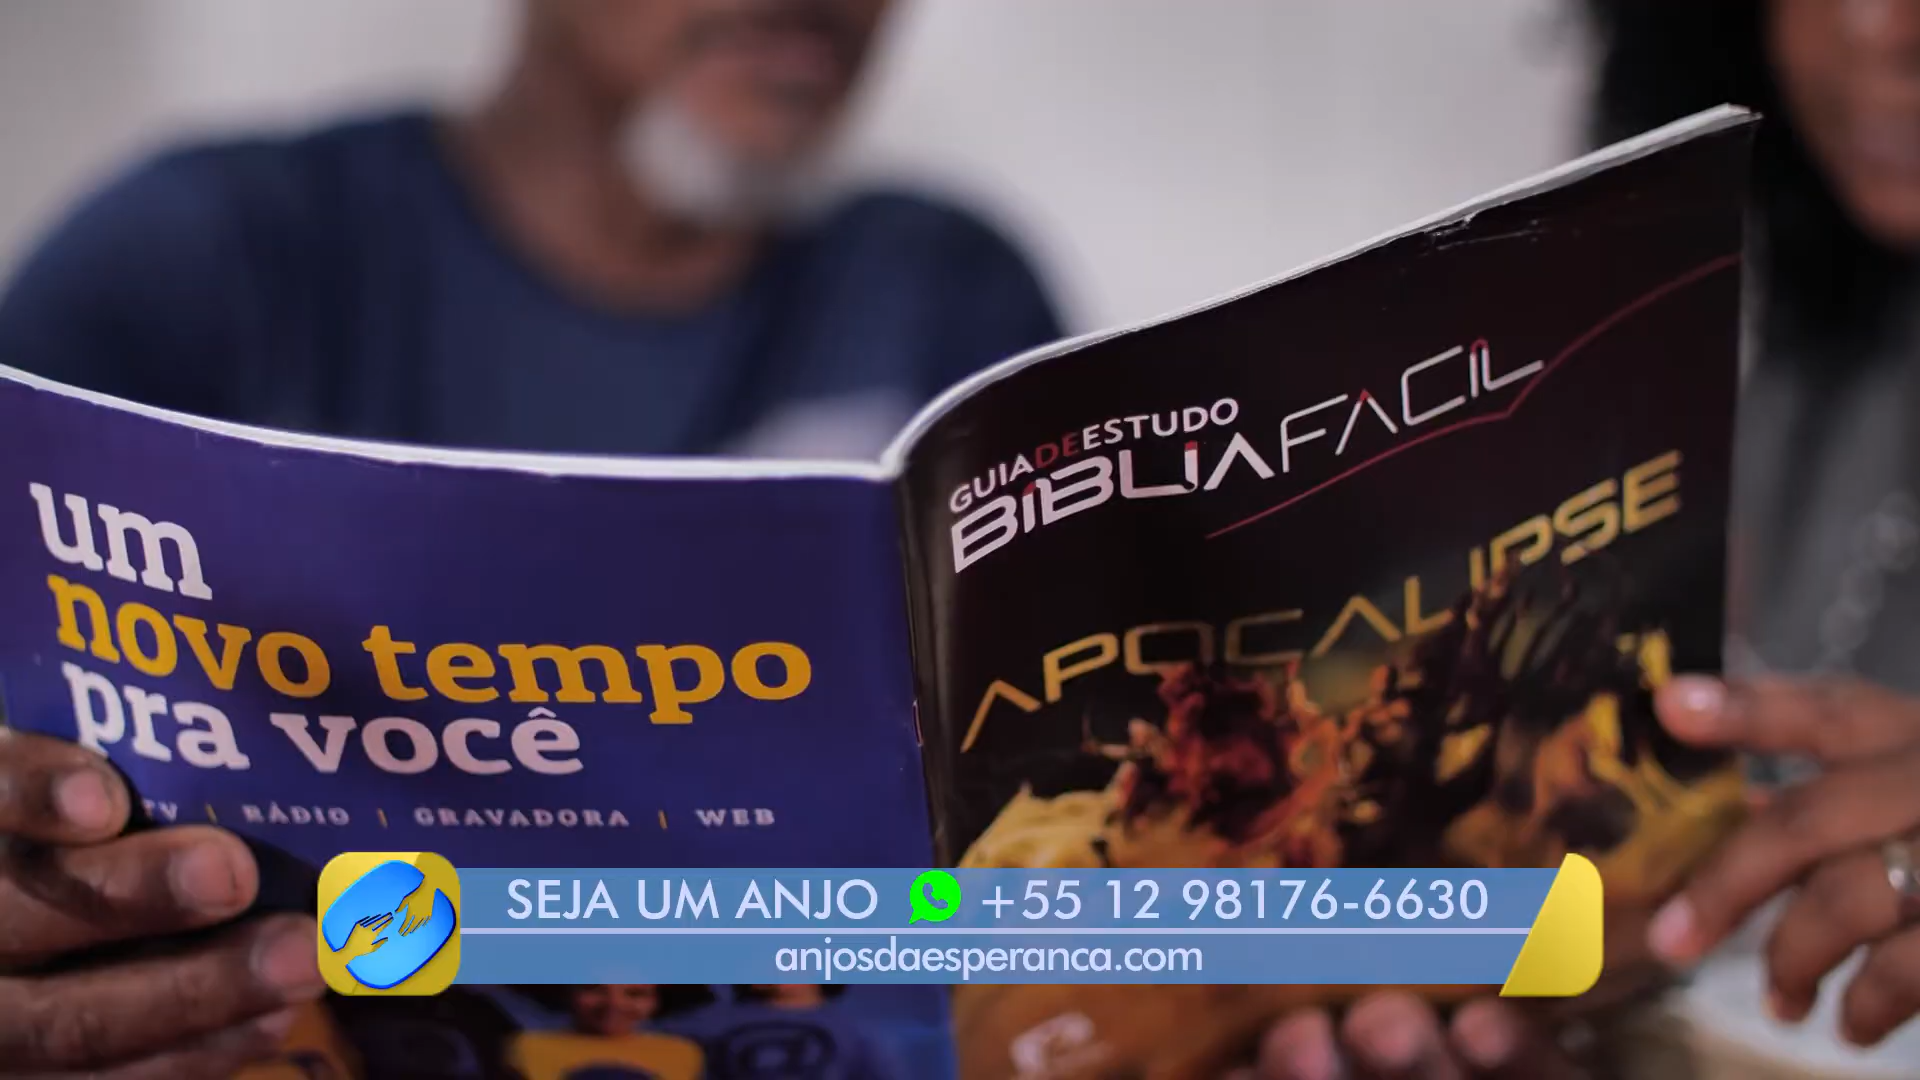 um
novo tempo
pra você
TV | RÁDIO | GRAVADORA | WEB
GUIADEESTUDO
BÍBLIAFÁCIL
APOCALIPSE
SEJA UM ANJO +55 12 98176-6630
anjosdaesperanca.com